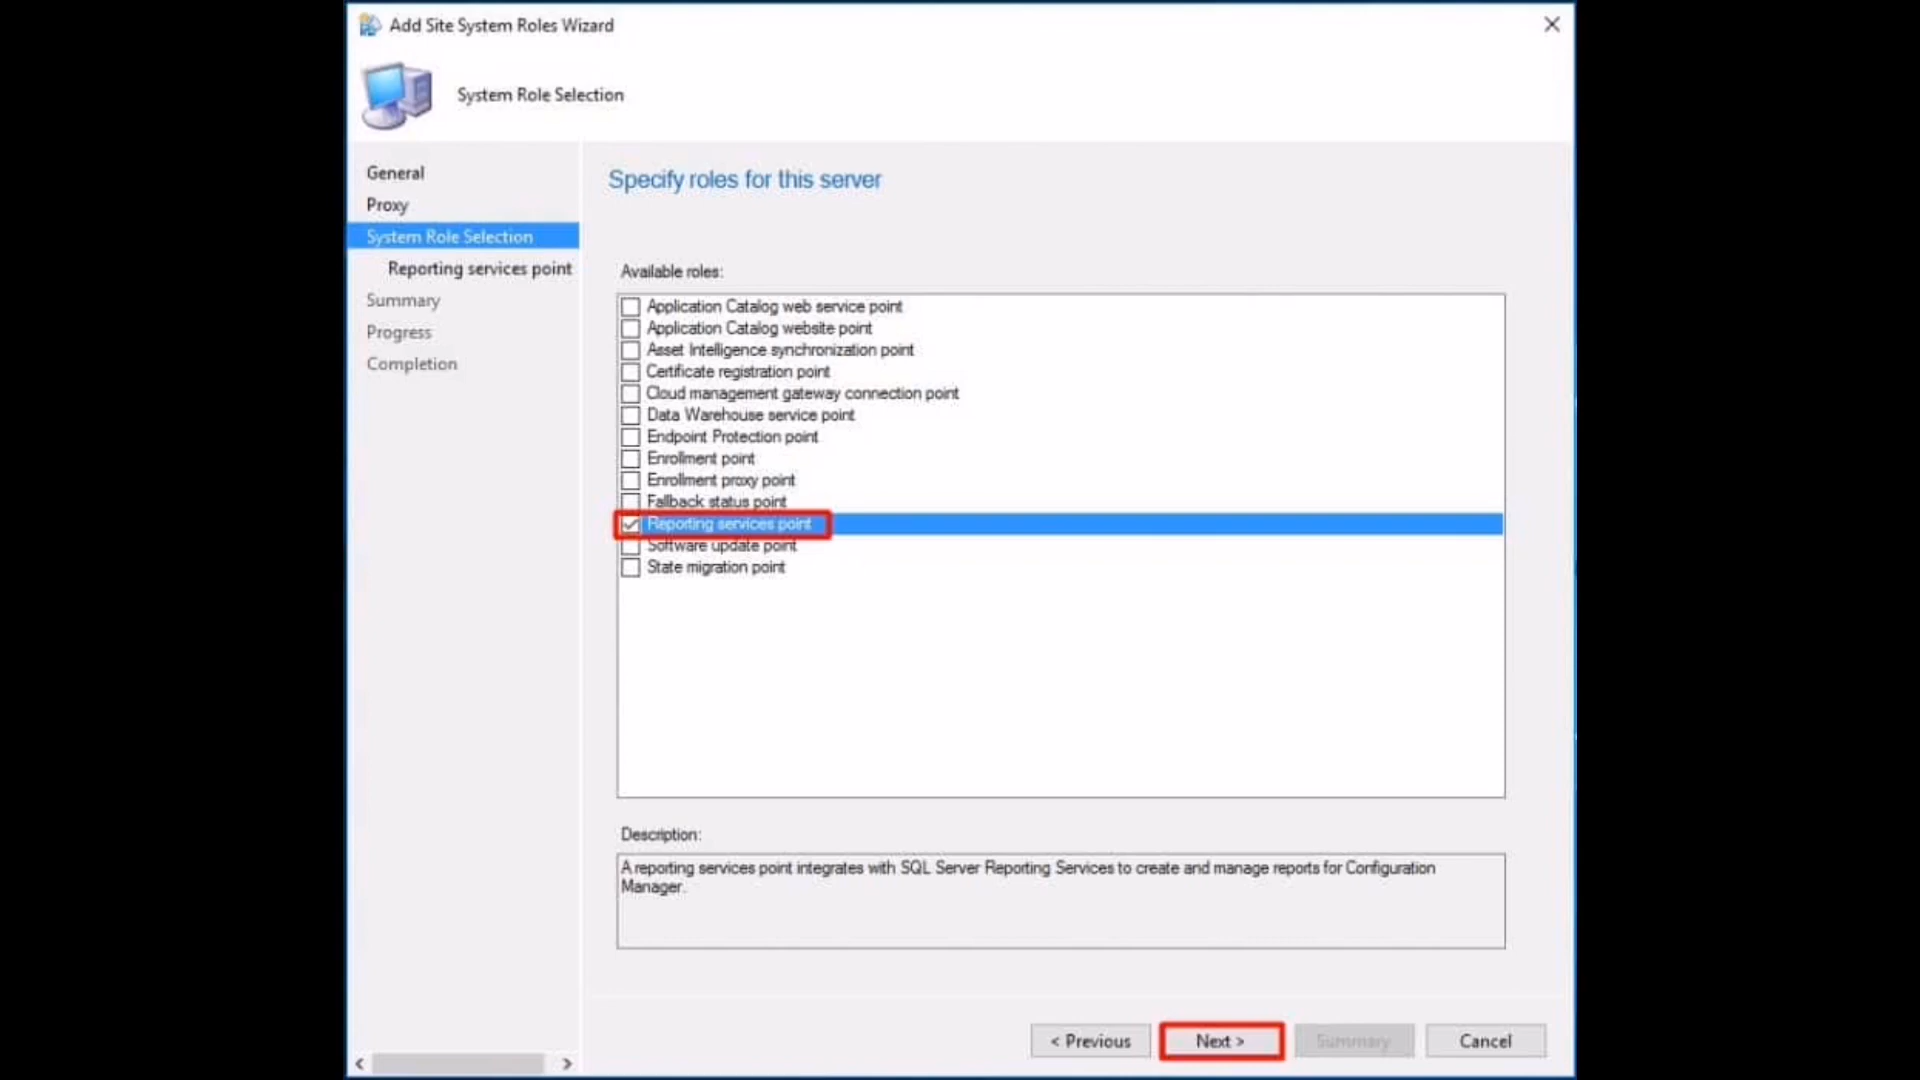 Add Site System Roles Wizard
System Role Selection
General
Proxy
System Role Selection
Reporting services point
Summary
Progress
Completion
Specify roles for this server
Available roles:
Application Catalog web service point
Application Catalog website point
Asset Intelligence synchronization point
Certificate registration point
Cloud management gateway connection point
Data Warehouse service point
Endpoint Protection point
Enrollment point
Enrollment proxy point
Fallback status point
Reporting services point
Software update point
State migration point
Description:
A reporting services point integrates with SQL Server Reporting Services to create and manage reports for Configuration
Manager.
< Previous
Next >
Summary
Cancel